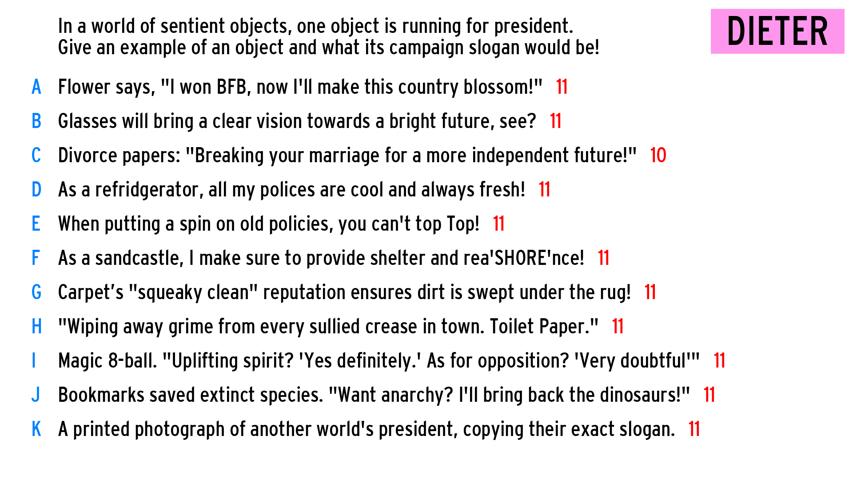 In a world of sentient objects, one object is running for president.
Give an example of an object and what its campaign slogan would be!
DIETER
A Flower says, "I won BFB, now I'll make this country blossom!" 11
B Glasses will bring a clear vision towards a bright future, see? 11
C Divorce papers: "Breaking your marriage for a more independent future!" 10
D As a refridgerator, all my polices are cool and always fresh! 11
E When putting a spin on old policies, you can't top Top! 11
F As a sandcastle, I make sure to provide shelter and rea'SHORE'nce! 11
G Carpet's "squeaky clean" reputation ensures dirt is swept under the rug! 11
H "Wiping away grime from every sullied crease in town. Toilet Paper." 11
I Magic 8-ball. "Uplifting spirit? 'Yes definitely.' As for opposition? 'Very doubtful'" 11
J Bookmarks saved extinct species. "Want anarchy? I'll bring back the dinosaurs!" 11
K A printed photograph of another world's president, copying their exact slogan. 11